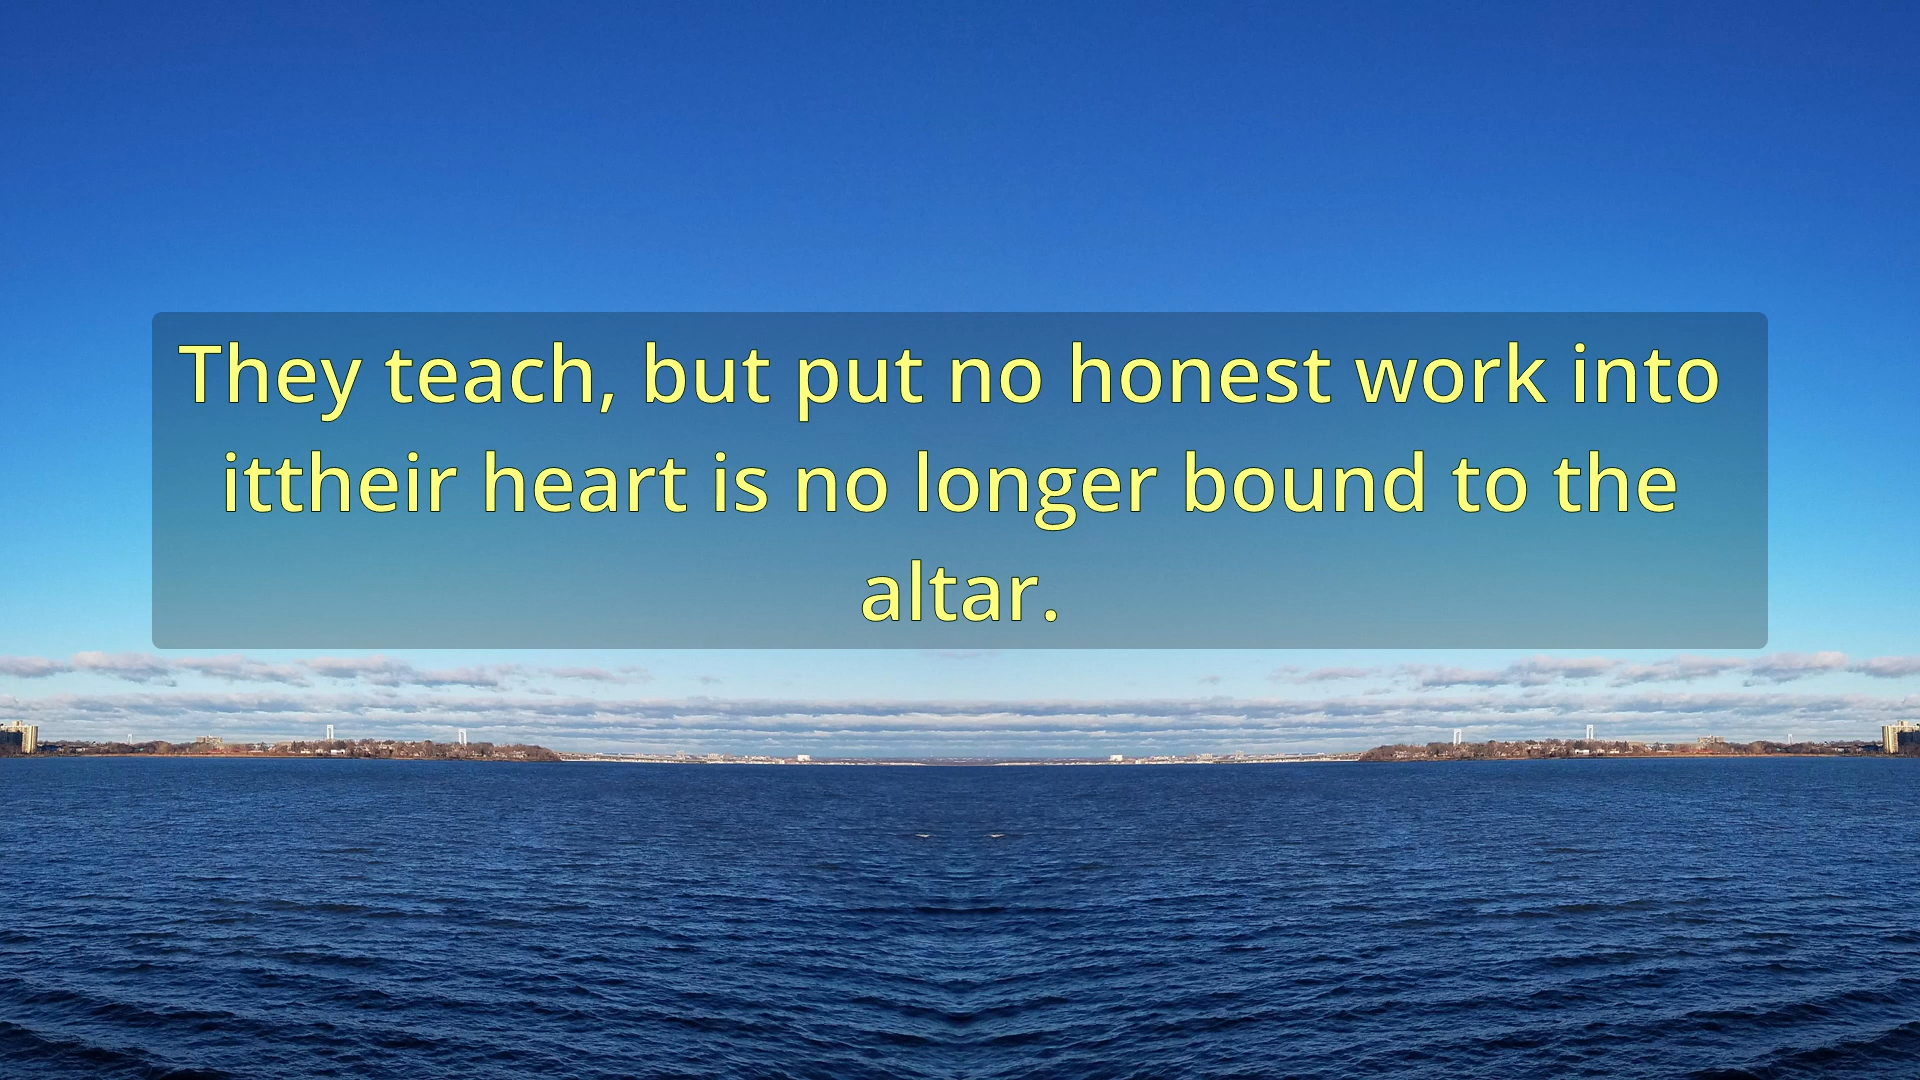 They teach, but put no honest work into
ittheir heart is no longer bound to the
altar.